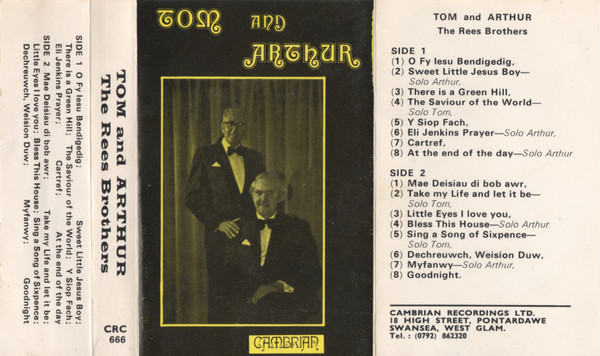 SIDE 1 O Fy Iesu Bendigedig; Sweet Little Jesus Boy;
There is a Green Hill; The Saviour of the World; Y Siop Fach;
Eli Jenkins Prayer; Cartref; At the end of the day
SIDE 2 Mae Deisiau di bob awr; Take my Life and let it be;
Little Eyes I love you; Bless This House; Sing a Song of Sixpence;
Dechreuwch, Weision Duw; Myfanwy; Goodnight
TOM and ARTHUR
The Rees Brothers
CRC
666
TOM AND
ARTHUR
CAMBRIAN
TOM and ARTHUR
The Rees Brothers
SIDE 1
(1) O Fy Iesu Bendigedig,
(2) Sweet Little Jesus Boy—
Solo Arthur,
(3) There is a Green Hill,
(4) The Saviour of the World—
Solo Tom,
(5) Y Siop Fach,
(6) Eli Jenkins Prayer—Solo Arthur,
(7) Cartref,
(8) At the end of the day—Solo Arthur
SIDE 2
(1) Mae Deisiau di bob awr,
(2) Take my Life and let it be—
Solo Tom,
(3) Little Eyes I love you,
(4) Bless This House—Solo Arthur
(5) Sing a Song of Sixpence—
Solo Tom,
(6) Dechreuwch, Weision Duw,
(7) Myfanwy—Solo Arthur,
(8) Goodnight.
CAMBRIAN RECORDINGS LTD.
18 HIGH STREET, PONTARDAWE
SWANSEA, WEST GLAM.
Tel.: (0792) 862320